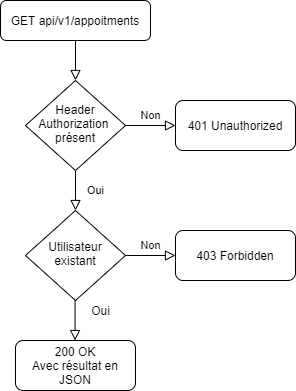 GET api/v1/appoitments
Header
Authorization
présent
Non
401 Unauthorized
Oui
Utilisateur
existant
Non
403 Forbidden
Oui
200 OK
Avec résultat en
JSON